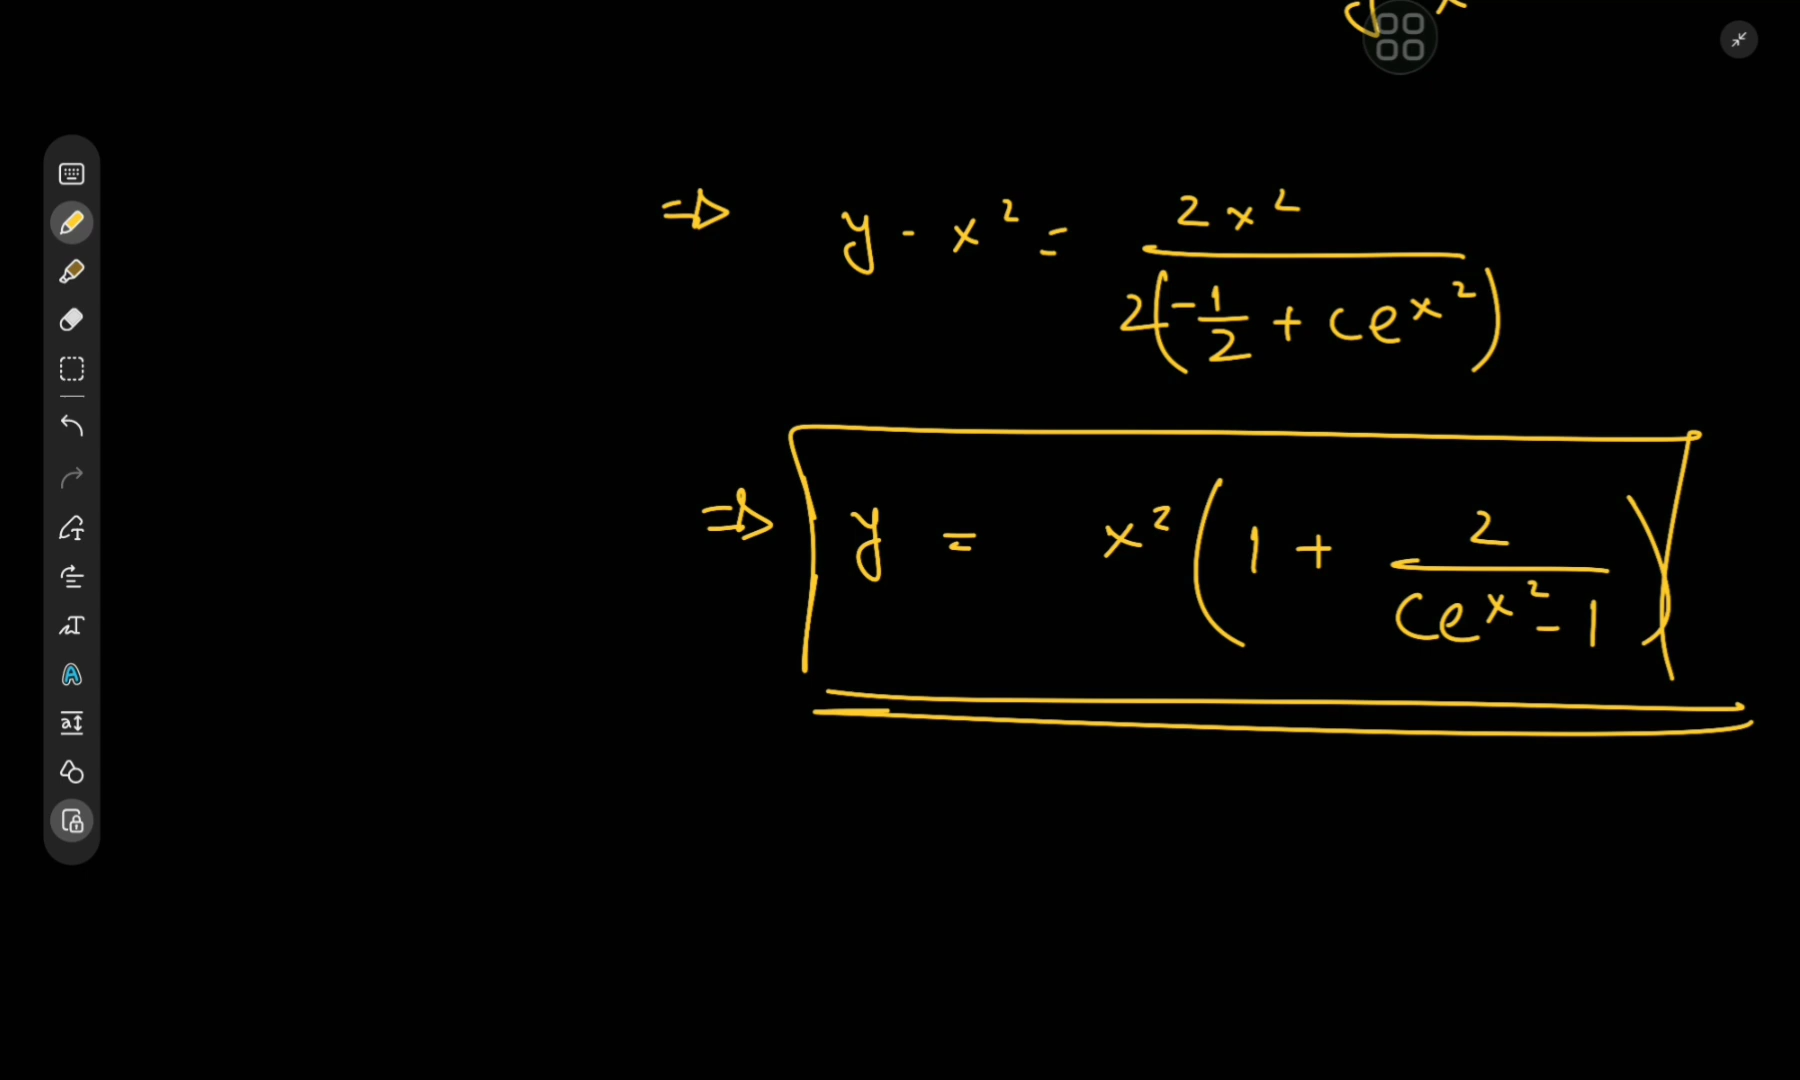 ⇒ y - x² = 2x² / 2(-1/2 + ce^x²)
⇒ y = x² (1 + 2 / (ce^x² - 1))